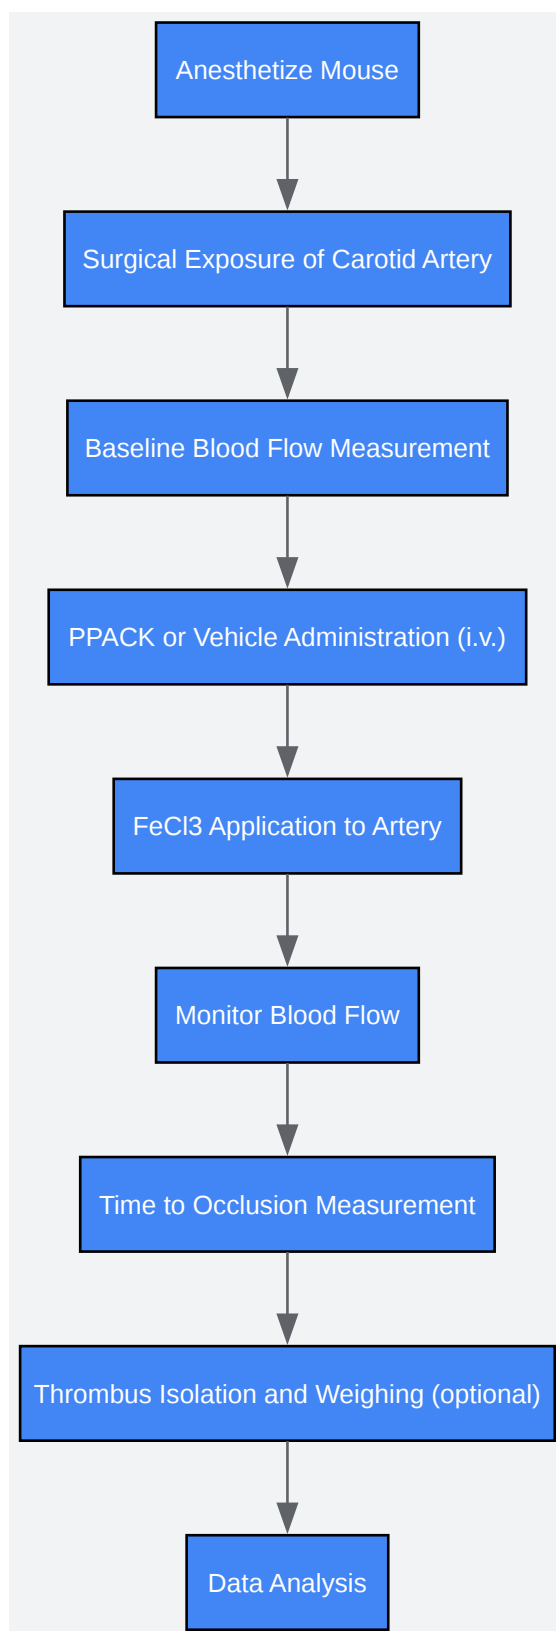 Anesthetize Mouse
Surgical Exposure of Carotid Artery
Baseline Blood Flow Measurement
PPACK or Vehicle Administration (i.v.)
FeCl3 Application to Artery
Monitor Blood Flow
Time to Occlusion Measurement
Thrombus Isolation and Weighing (optional)
Data Analysis